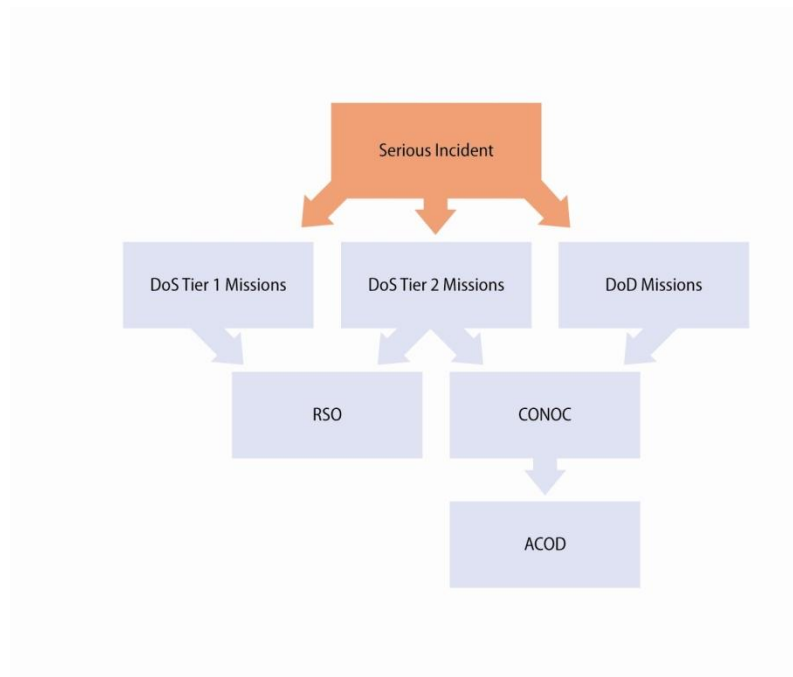 Serious Incident
DoS Tier 1 Missions
DoS Tier 2 Missions
DoD Missions
RSO
CONOC
ACOD